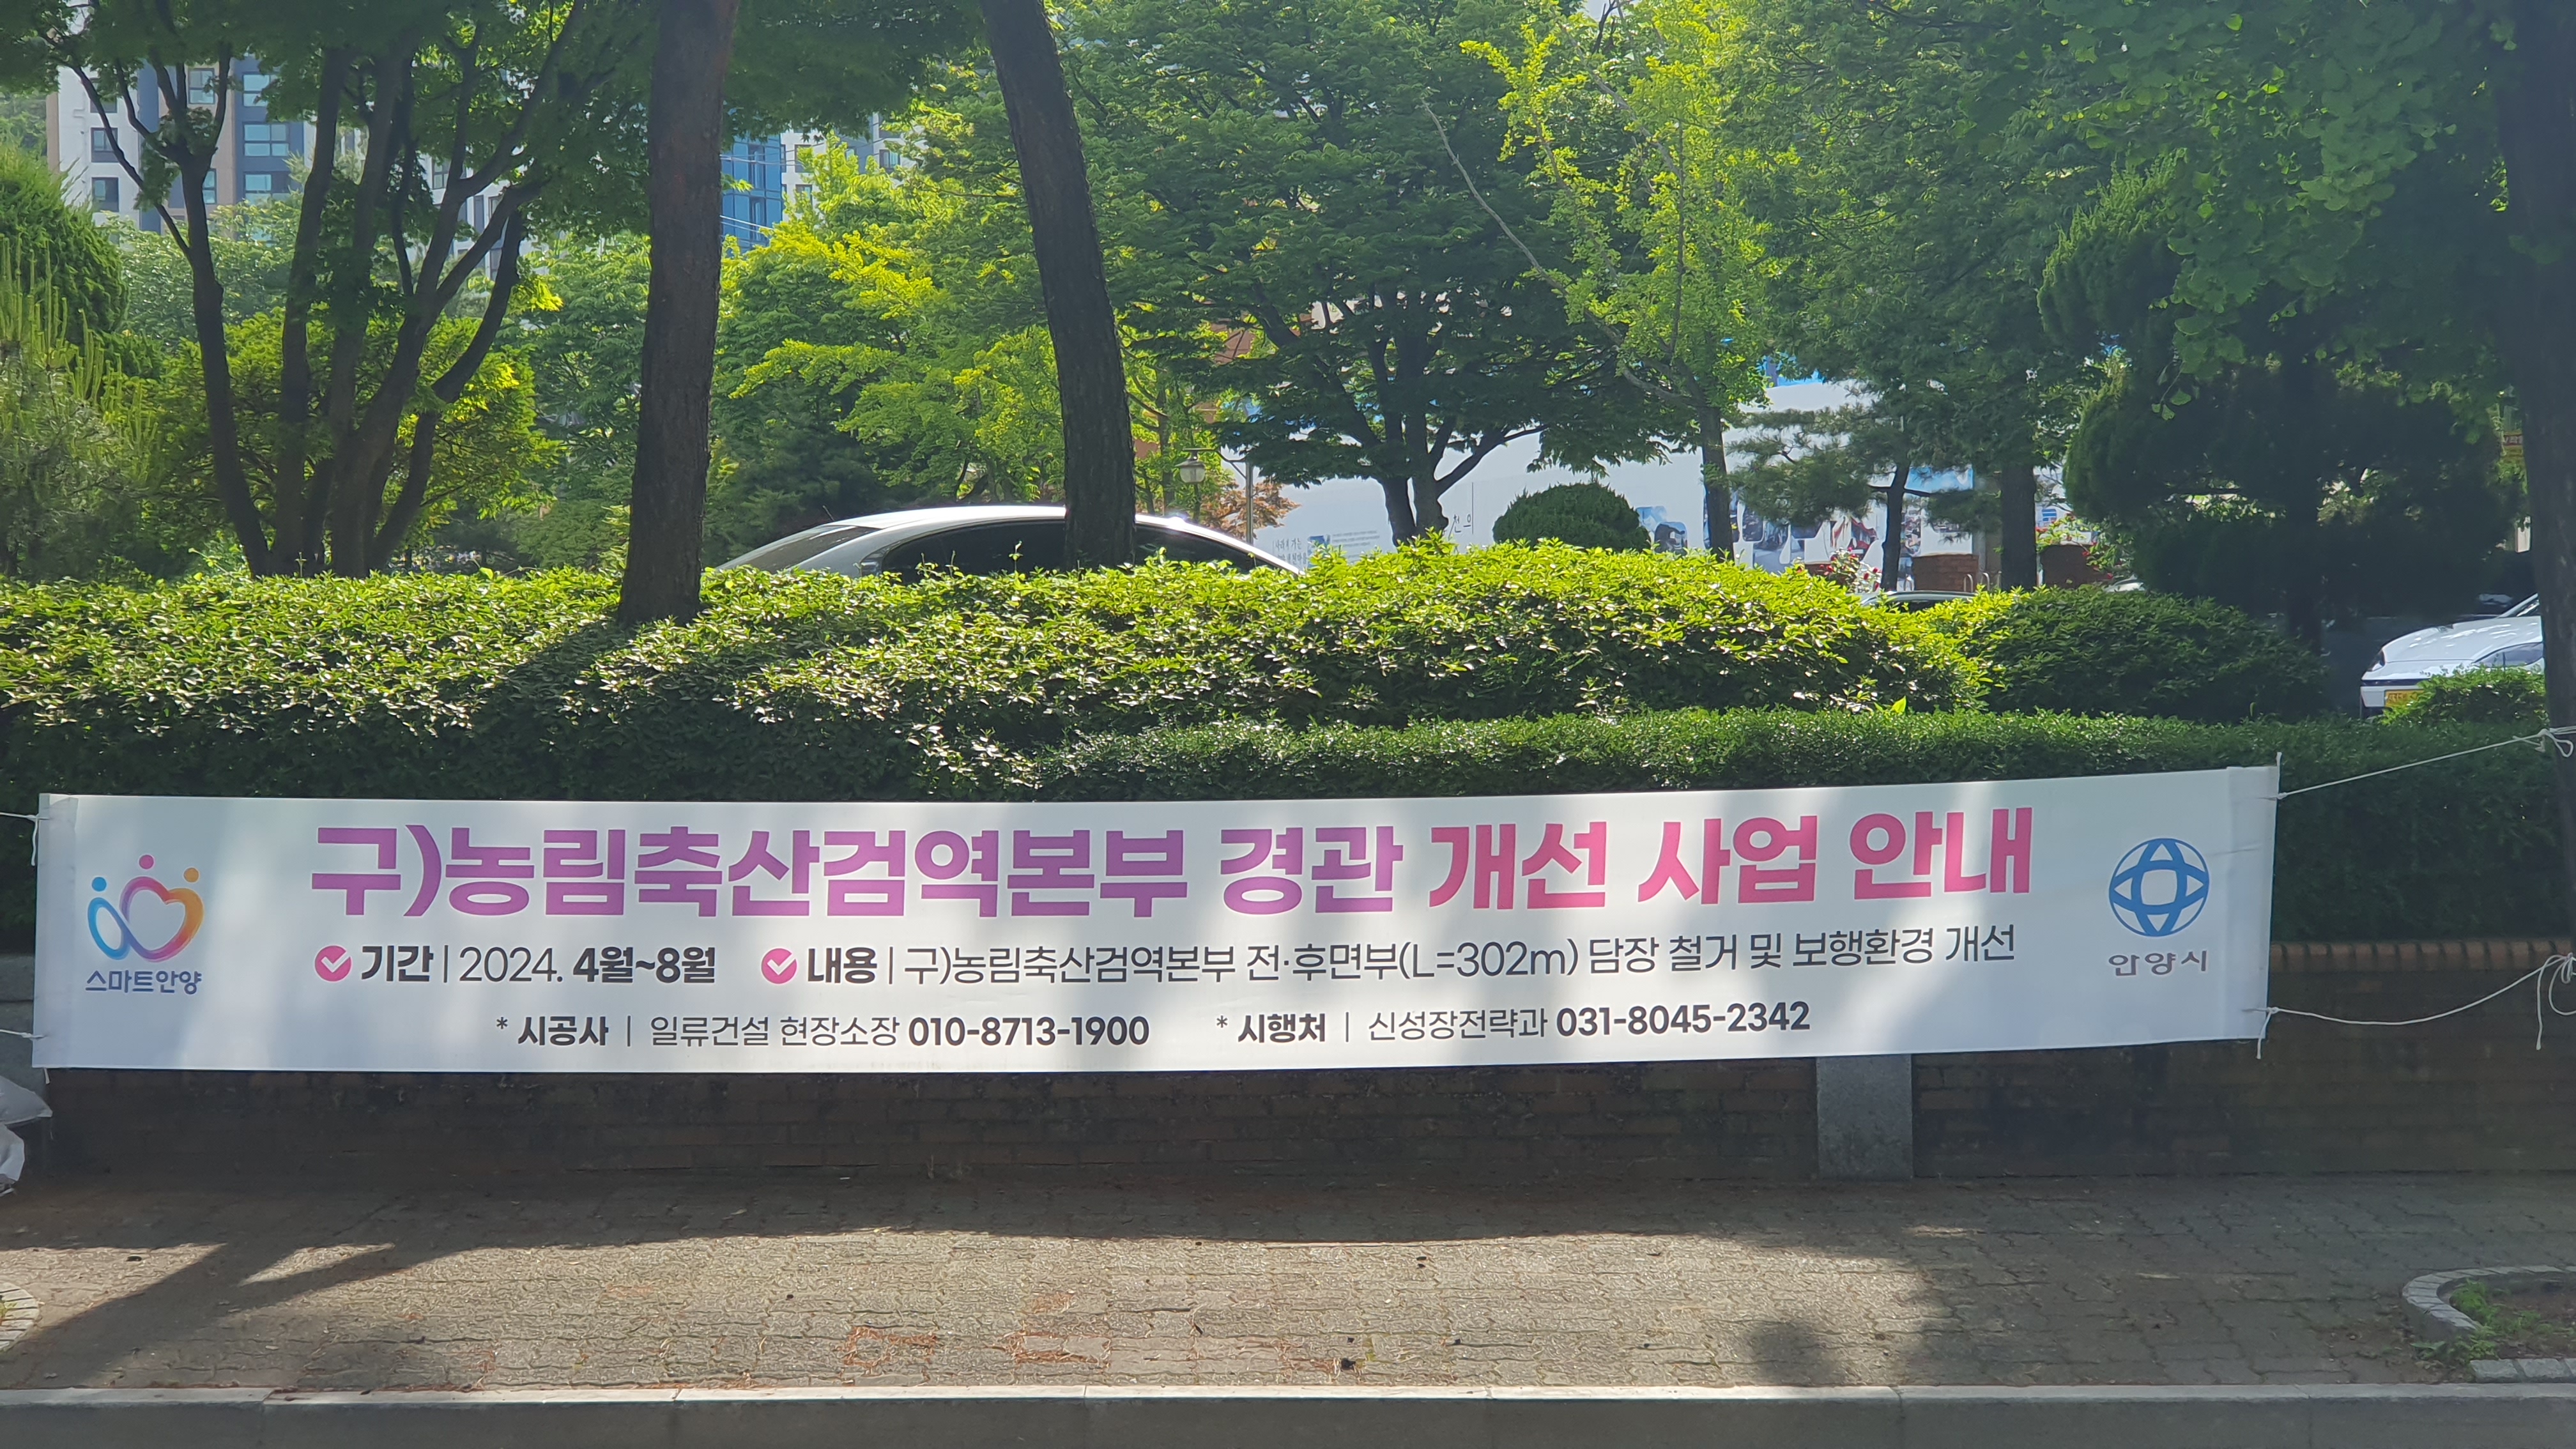 구)농림축산검역본부 경관 개선 사업 안내
스마트안양
기간 | 2024. 4월~8월 내용 | 구)농림축산검역본부 전·후면부(L=302m) 담장 철거 및 보행환경 개선
안양시
* 시공사 | 일류건설 현장소장 010-8713-1900 * 시행처 | 신성장전략과 031-8045-2342